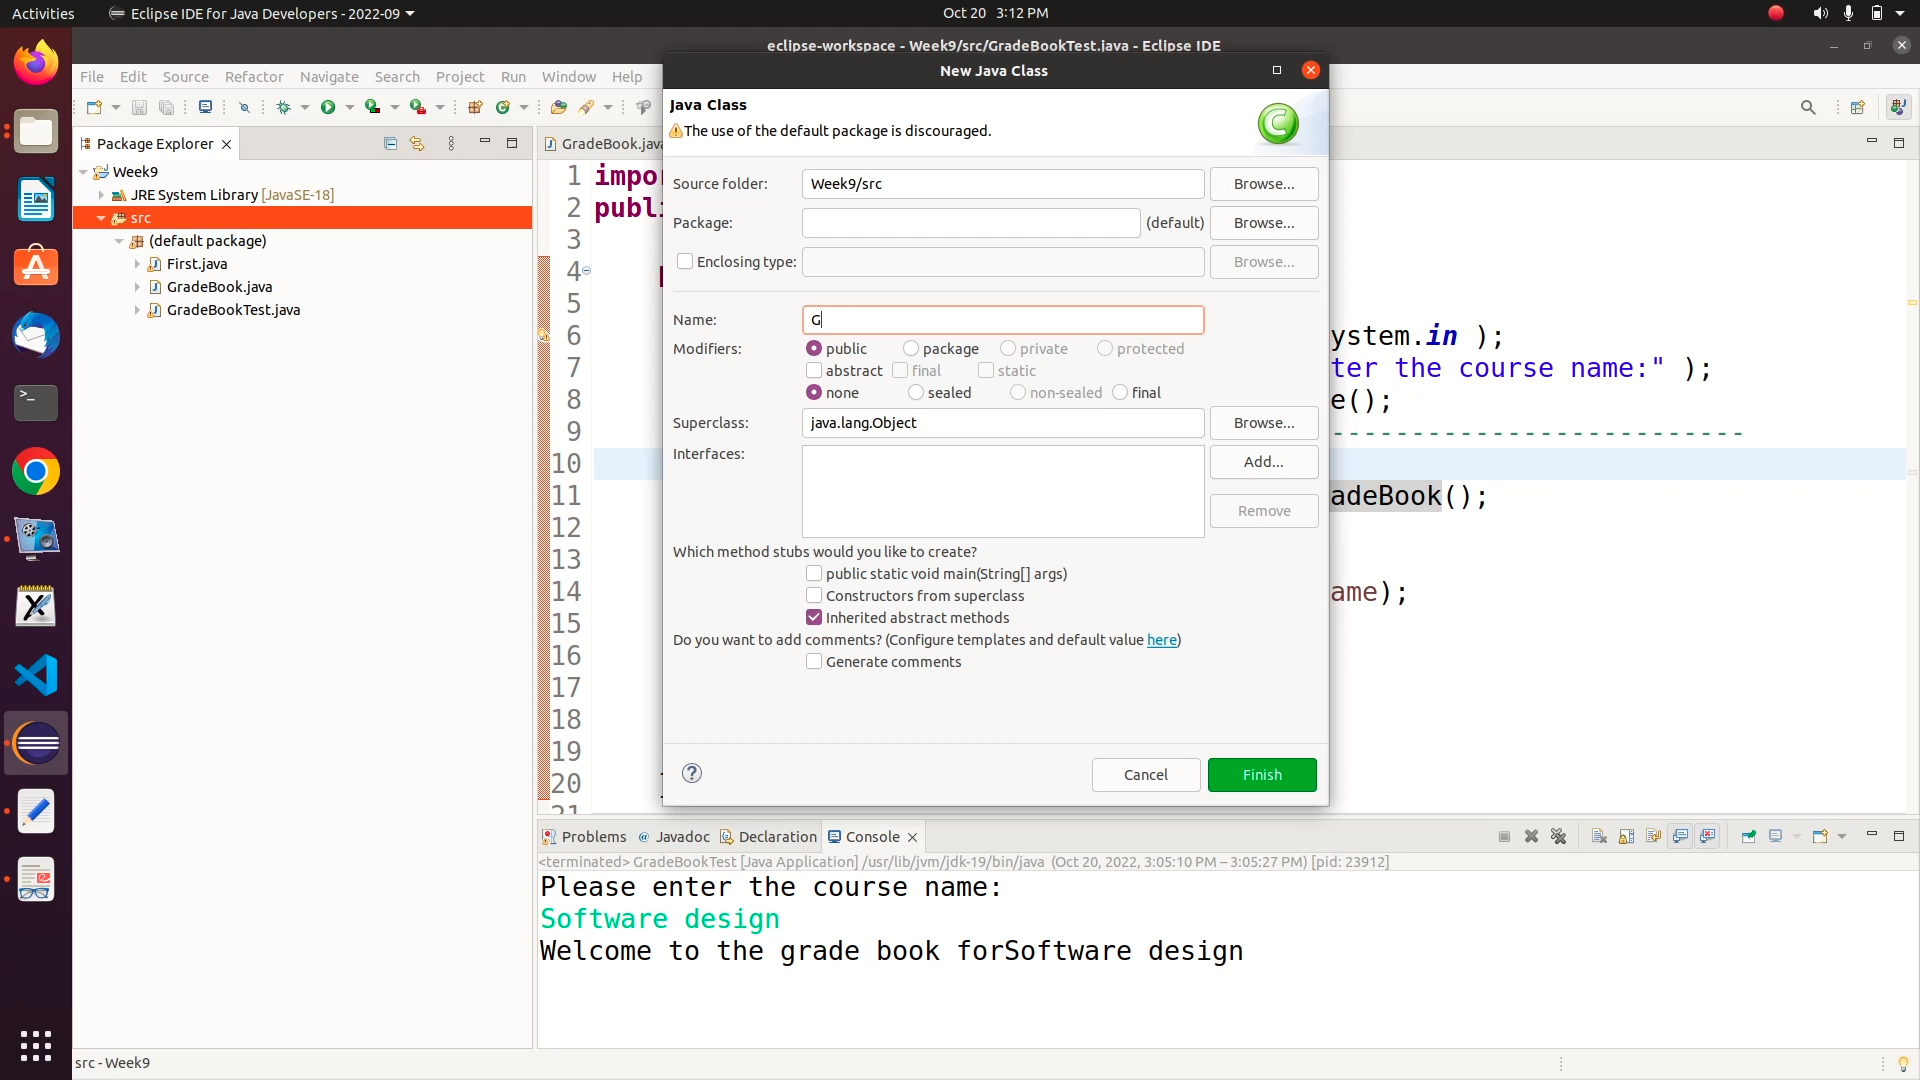 Activities
Eclipse IDE for Java Developers - 2022-09
Oct 20 3:12 PM
eclipse-workspace - Week9/src/GradeBookTest.java - Eclipse IDE
File Edit Source Refactor Navigate Search Project Run Window Help
New Java Class
Java Class
The use of the default package is discouraged.
Source folder: Week9/src Browse...
Package: (default) Browse...
Enclosing type: Browse...
Name: G
Modifiers: public package private protected
abstract final static
none sealed non-sealed final
Superclass: java.lang.Object Browse...
Interfaces: Add...
Remove
Which method stubs would you like to create?
public static void main(String[] args)
Constructors from superclass
Inherited abstract methods
Do you want to add comments? (Configure templates and default value here)
Generate comments
Cancel Finish
Package Explorer
Week9
JRE System Library [JavaSE-18]
src
(default package)
First.java
GradeBook.java
GradeBookTest.java
GradeBook.java
1 impor
2 publi
3
4
5
6 ystem.in );
7 ter the course name:" );
8 e();
9 --------------------------
10
11 adeBook();
12
13
14 ame);
15
16
17
18
19
20
21
Problems Javadoc Declaration Console
<terminated> GradeBookTest [Java Application] /usr/lib/jvm/jdk-19/bin/java (Oct 20, 2022, 3:05:10 PM – 3:05:27 PM) [pid: 23912]
Please enter the course name:
Software design
Welcome to the grade book forSoftware design
src - Week9